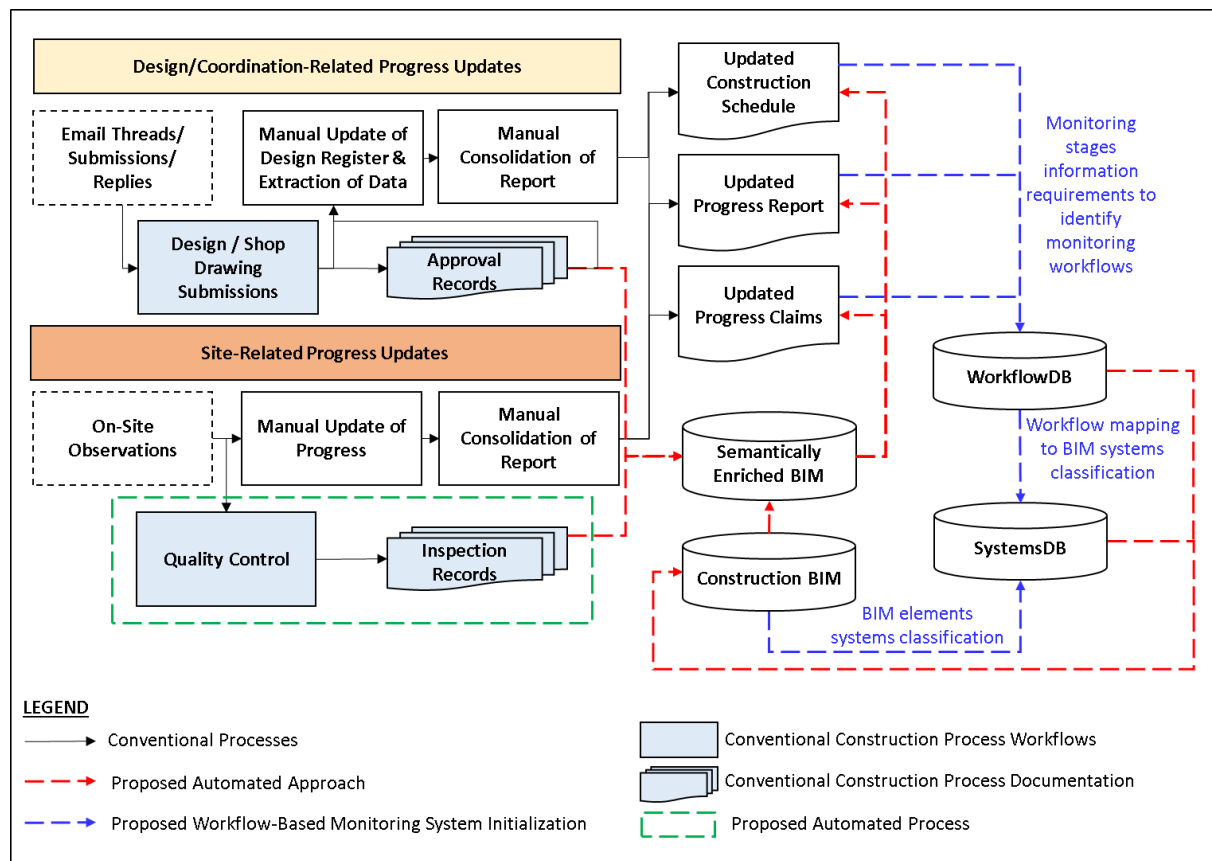 Design/Coordination-Related Progress Updates
Email Threads/
Submissions/
Replies
Manual Update of
Design Register &
Extraction of Data
Manual
Consolidation of
Report
Design / Shop
Drawing
Submissions
Approval
Records
Site-Related Progress Updates
On-Site
Observations
Manual Update of
Progress
Manual
Consolidation of
Report
Quality Control
Inspection
Records
Updated
Construction
Schedule
Updated
Progress Report
Updated
Progress Claims
Semantically
Enriched BIM
Construction BIM
Monitoring
stages
information
requirements to
identify
monitoring
workflows
WorkflowDB
Workflow mapping
to BIM systems
classification
SystemsDB
BIM elements
systems classification
LEGEND
Conventional Processes
Proposed Automated Approach
Proposed Workflow-Based Monitoring System Initialization
Conventional Construction Process Workflows
Conventional Construction Process Documentation
Proposed Automated Process